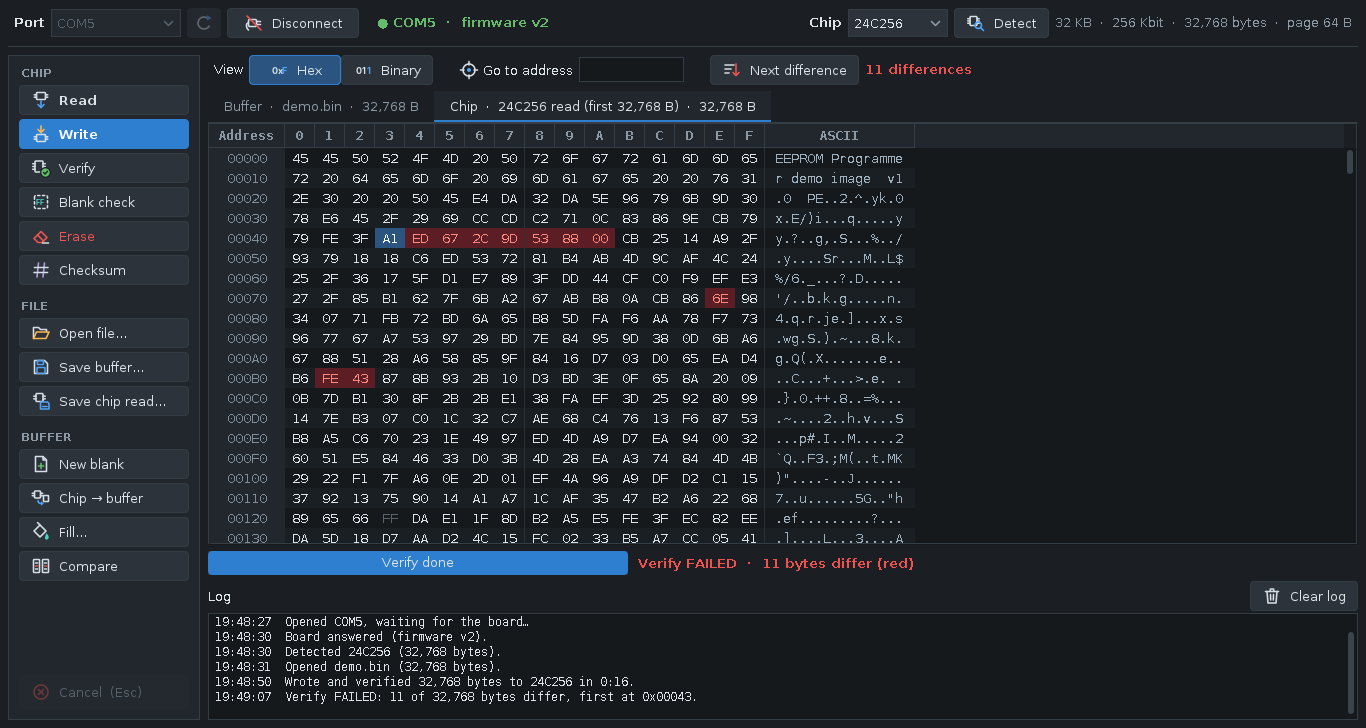 Port COM5 Disconnect COM5 · firmware v2 Chip 24C256 Detect 32 KB · 256 Kbit · 32,768 bytes · page 64 B
CHIP
Read
Write
Verify
Blank check
Erase
Checksum
FILE
Open file...
Save buffer...
Save chip read...
BUFFER
New blank
Chip → buffer
Fill...
Compare
Cancel (Esc)
View 0xF Hex 011 Binary Go to address Next difference 11 differences
Buffer · demo.bin · 32,768 B Chip · 24C256 read (first 32,768 B) · 32,768 B
Address 0 1 2 3 4 5 6 7 8 9 A B C D E F ASCII
00000 45 45 50 52 4F 4D 20 50 72 6F 67 72 61 6D 6D 65 EEPROM Programme
00010 72 20 64 65 6D 6F 20 69 6D 61 67 65 20 20 76 31 r demo image  v1
00020 2E 30 20 20 50 45 E4 DA 32 DA 5E 96 79 6B 9D 30 .0  PE..2.^.yk.0
00030 78 E6 45 2F 29 69 CC CD C2 71 0C 83 86 9E CB 79 x.E/)i...q.....y
00040 79 FE 3F A1 ED 67 2C 9D 53 88 00 CB 25 14 A9 2F y.?..g,.S...%../
00050 93 79 18 18 C6 ED 53 72 81 B4 AB 4D 9C AF 4C 24 .y....Sr...M..L$
00060 25 2F 36 17 5F D1 E7 89 3F DD 44 CF C0 F9 EF E3 %/6._...?.D.....
00070 27 2F 85 B1 62 7F 6B A2 67 AB B8 0A CB 86 6E 98 '/..b.k.g.....n.
00080 34 07 71 FB 72 BD 6A 65 B8 5D FA F6 AA 78 F7 73 4.q.r.je.]...x.s
00090 96 77 67 A7 53 97 29 BD 7E 84 95 9D 38 0D 6B A6 .wg.S.).~...8.k.
000A0 67 88 51 28 A6 58 85 9F 84 16 D7 03 D0 65 EA D4 g.Q(.X.......e..
000B0 B6 FE 43 87 8B 93 2B 10 D3 BD 3E 0F 65 8A 20 09 ..C...+...>.e. .
000C0 0B 7D B1 30 8F 2B 2B E1 38 FA EF 3D 25 92 80 99 .}.0.++.8..=%...
000D0 14 7E B3 07 C0 1C 32 C7 AE 68 C4 76 13 F6 87 53 .~....2..h.v...S
000E0 B8 A5 C6 70 23 1E 49 97 ED 4D A9 D7 EA 94 00 32 ...p#.I..M.....2
000F0 60 51 E5 84 46 33 D0 3B 4D 28 EA A3 74 84 4D 4B `Q..F3.;M(..t.MK
00100 29 22 F1 7F A6 0E 2D 01 EF 4A 96 A9 DF D2 C1 15 )"....-..J......
00110 37 92 13 75 90 14 A1 A7 1C AF 35 47 B2 A6 22 68 7..u......5G.."h
00120 89 65 66 FF DA E1 1F 8D B2 A5 E5 FE 3F EC 82 EE .ef.........?...
00130 DA 5D 18 D7 AA D2 4C 15 FC 02 33 B5 A7 CC 05 41 .]....L...3....A
Verify done Verify FAILED · 11 bytes differ (red)
Log Clear log
19:48:27 Opened COM5, waiting for the board…
19:48:30 Board answered (firmware v2).
19:48:30 Detected 24C256 (32,768 bytes).
19:48:31 Opened demo.bin (32,768 bytes).
19:48:50 Wrote and verified 32,768 bytes to 24C256 in 0:16.
19:49:07 Verify FAILED: 11 of 32,768 bytes differ, first at 0x00043.